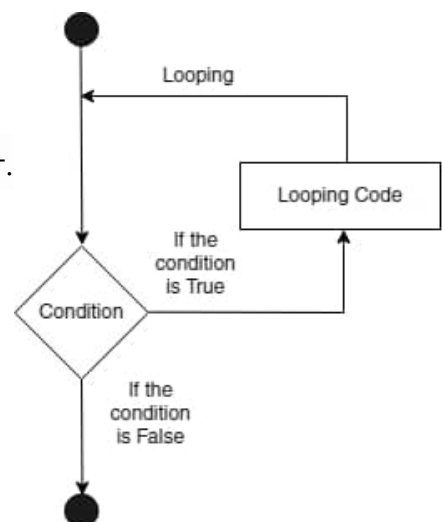 Looping
Looping Code
If the
condition
is True
Condition
If the
condition
is False